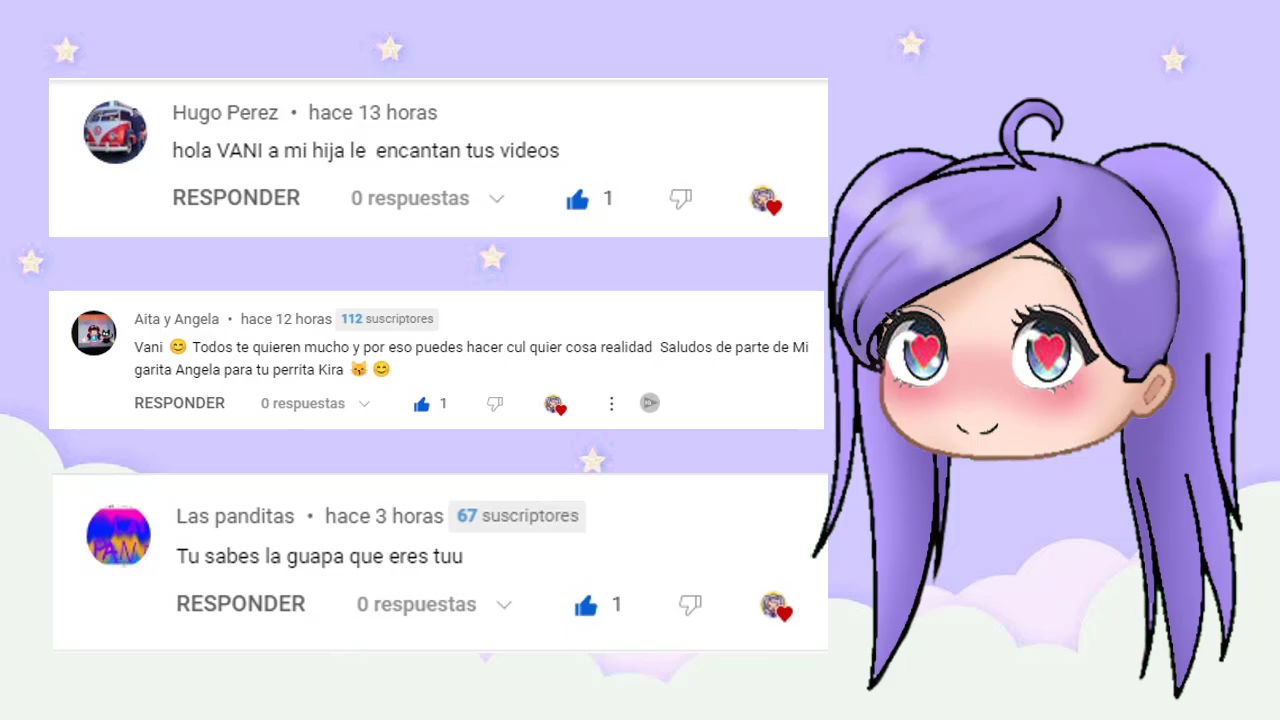 Hugo Perez • hace 13 horas
hola VANI a mi hija le encantan tus videos
RESPONDER 0 respuestas 1
Aita y Angela • hace 12 horas 112 suscriptores
Vani 😊 Todos te quieren mucho y por eso puedes hacer cul quier cosa realidad Saludos de parte de Mi
garita Angela para tu perrita Kira 😽 😊
RESPONDER 0 respuestas 1
Las panditas • hace 3 horas 67 suscriptores
PAN
Tu sabes la guapa que eres tuu
RESPONDER 0 respuestas 1